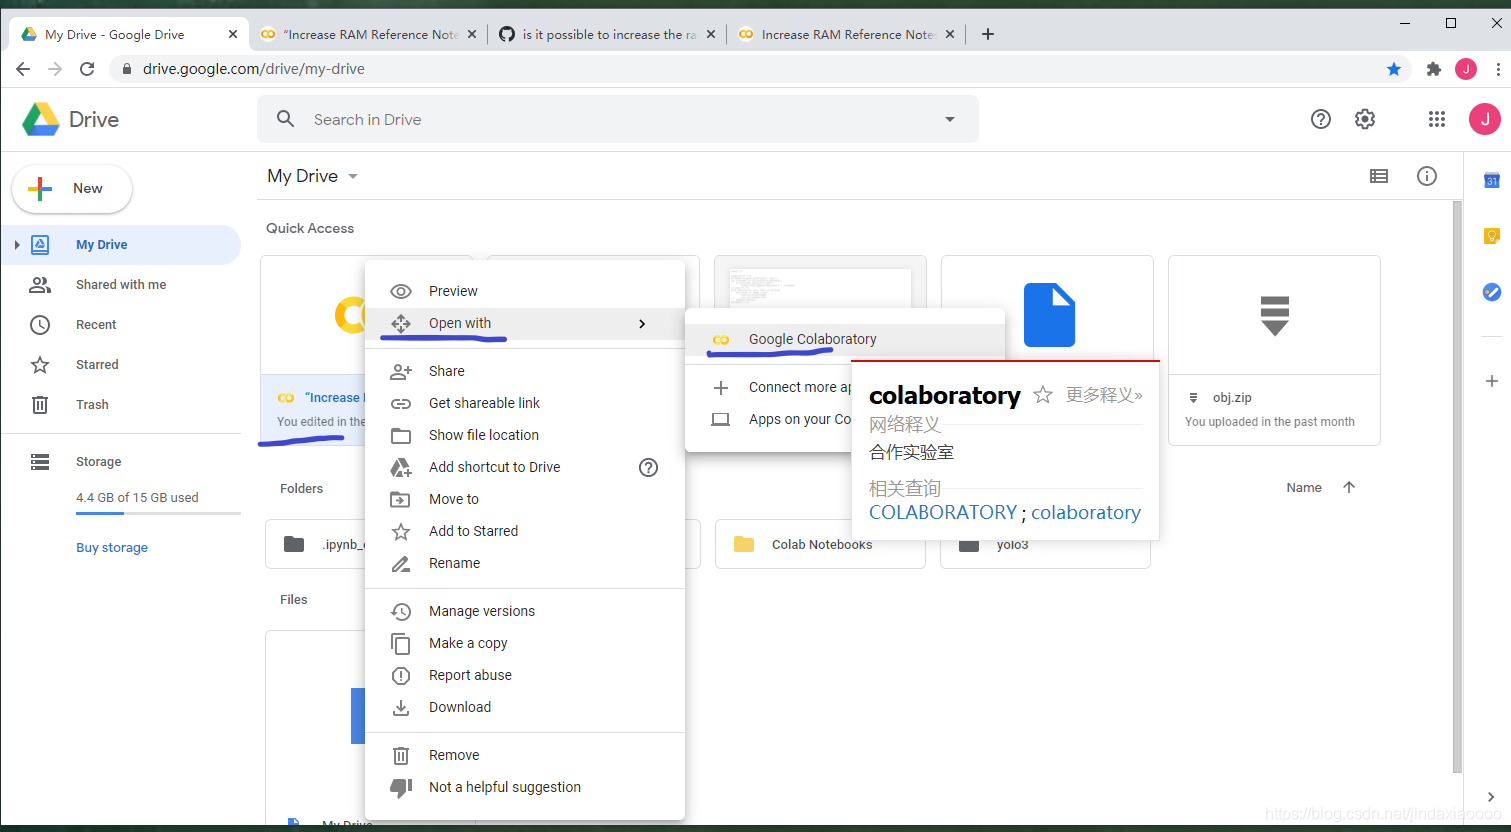 My Drive - Google Drive
“Increase RAM Reference Note
is it possible to increase the ra
Increase RAM Reference Notes
drive.google.com/drive/my-drive
J
Drive
Search in Drive
J
New
My Drive
31
Quick Access
My Drive
Shared with me
Recent
Starred
Trash
Storage
4.4 GB of 15 GB used
Buy storage
“Increase
You edited in the
Preview
Open with
Share
Get shareable link
Show file location
Add shortcut to Drive
Move to
Add to Starred
Rename
Manage versions
Make a copy
Report abuse
Download
Remove
Not a helpful suggestion
Google Colaboratory
Connect more ap
Apps on your Co
colaboratory 更多释义»
网络释义
合作实验室
相关查询
COLABORATORY ; colaboratory
obj.zip
You uploaded in the past month
Folders
Name
.ipynb_
Colab Notebooks
yolo3
Files
My Drive
https://blog.csdn.net/jindaxiaoooo